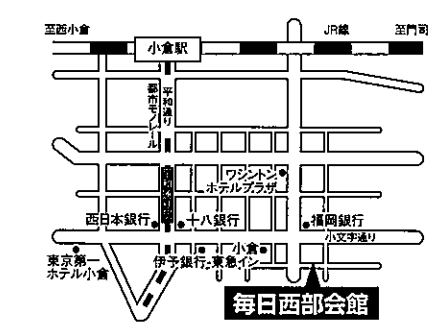 至西小倉
JR線
至門司
小倉駅
都市モノレール
平和通り
ワシントン
ホテルプラザ
西日本銀行
十八銀行
福岡銀行
小文字通り
東京第一
ホテル小倉
伊予銀行
小倉
東急イン
毎日西部会館